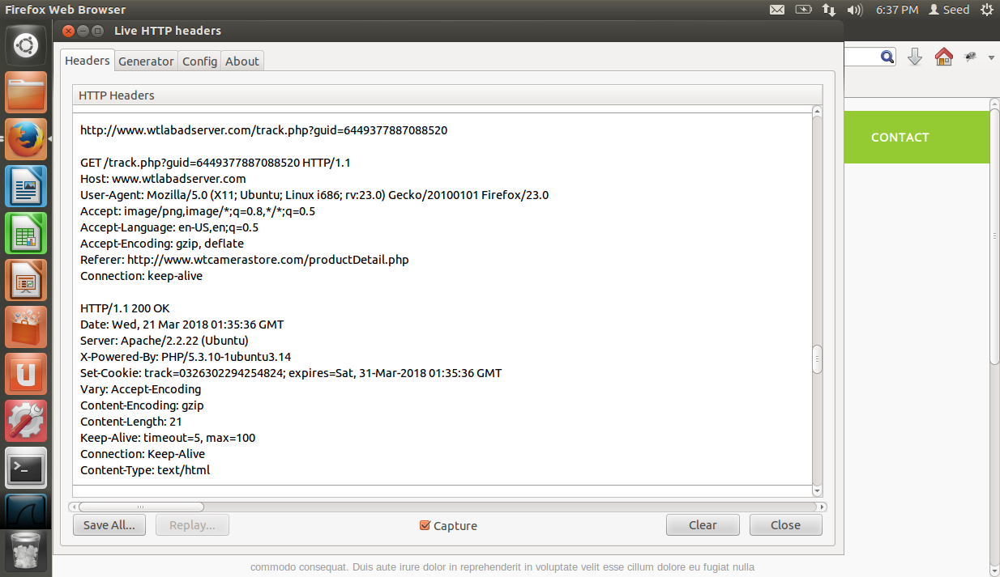 Firefox Web Browser
6:37 PM
Seed
Live HTTP headers
Headers
Generator
Config
About
HTTP Headers
http://www.wtlabadserver.com/track.php?guid=6449377887088520
GET /track.php?guid=6449377887088520 HTTP/1.1
Host: www.wtlabadserver.com
User-Agent: Mozilla/5.0 (X11; Ubuntu; Linux i686; rv:23.0) Gecko/20100101 Firefox/23.0
Accept: image/png,image/*;q=0.8,*/*;q=0.5
Accept-Language: en-US,en;q=0.5
Accept-Encoding: gzip, deflate
Referer: http://www.wtcamerastore.com/productDetail.php
Connection: keep-alive
HTTP/1.1 200 OK
Date: Wed, 21 Mar 2018 01:35:36 GMT
Server: Apache/2.2.22 (Ubuntu)
X-Powered-By: PHP/5.3.10-1ubuntu3.14
Set-Cookie: track=0326302294254824; expires=Sat, 31-Mar-2018 01:35:36 GMT
Vary: Accept-Encoding
Content-Encoding: gzip
Content-Length: 21
Keep-Alive: timeout=5, max=100
Connection: Keep-Alive
Content-Type: text/html
Save All...
Replay...
Capture
Clear
Close
CONTACT
commodo consequat. Duis aute irure dolor in reprehenderit in voluptate velit esse cillum dolore eu fugiat nulla